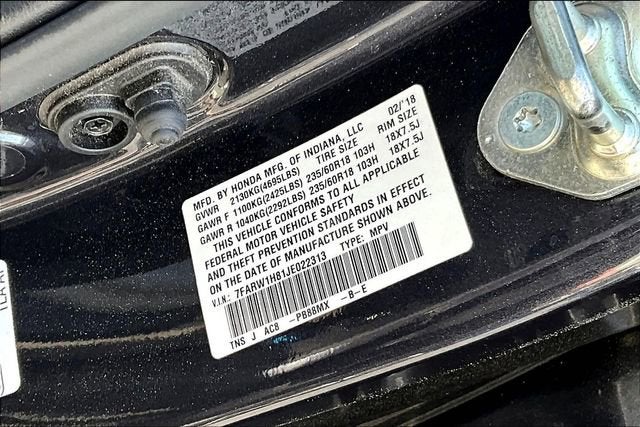 MFD. BY HONDA MFG. OF INDIANA, LLC 02/'18
GVWR 2130KG(4695LBS) TIRE SIZE RIM SIZE
GAWR F 1100KG(2425LBS) 235/60R18 103H 18X7.5J
GAWR R 1040KG(2292LBS) 235/60R18 103H 18X7.5J
THIS VEHICLE CONFORMS TO ALL APPLICABLE
FEDERAL MOTOR VEHICLE SAFETY
AND THEFT PREVENTION STANDARDS IN EFFECT
ON THE DATE OF MANUFACTURE SHOWN ABOVE.
V.I.N: 7FARW1H81JE022313 TYPE: MPV
TNS J AC8 -PB88MX -B-E